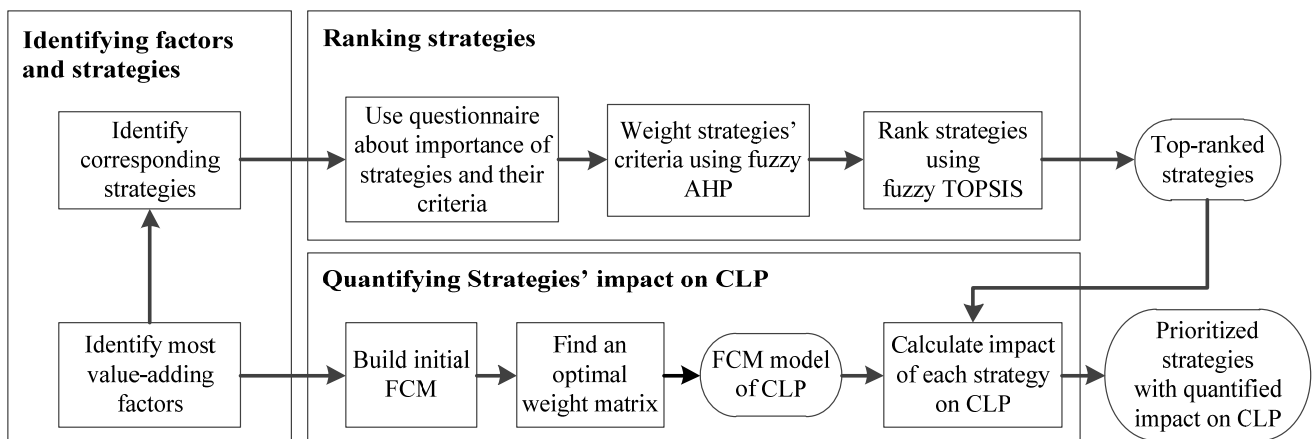 Identifying factors
and strategies
Identify
corresponding
strategies
Identify most
value-adding
factors
Ranking strategies
Use questionnaire
about importance of
strategies and their
criteria
Weight strategies’
criteria using fuzzy
AHP
Rank strategies
using
fuzzy TOPSIS
Top-ranked
strategies
Quantifying Strategies’ impact on CLP
Build initial
FCM
Find an
optimal
weight matrix
FCM model
of CLP
Calculate impact
of each strategy
on CLP
Prioritized
strategies
with quantified
impact on CLP